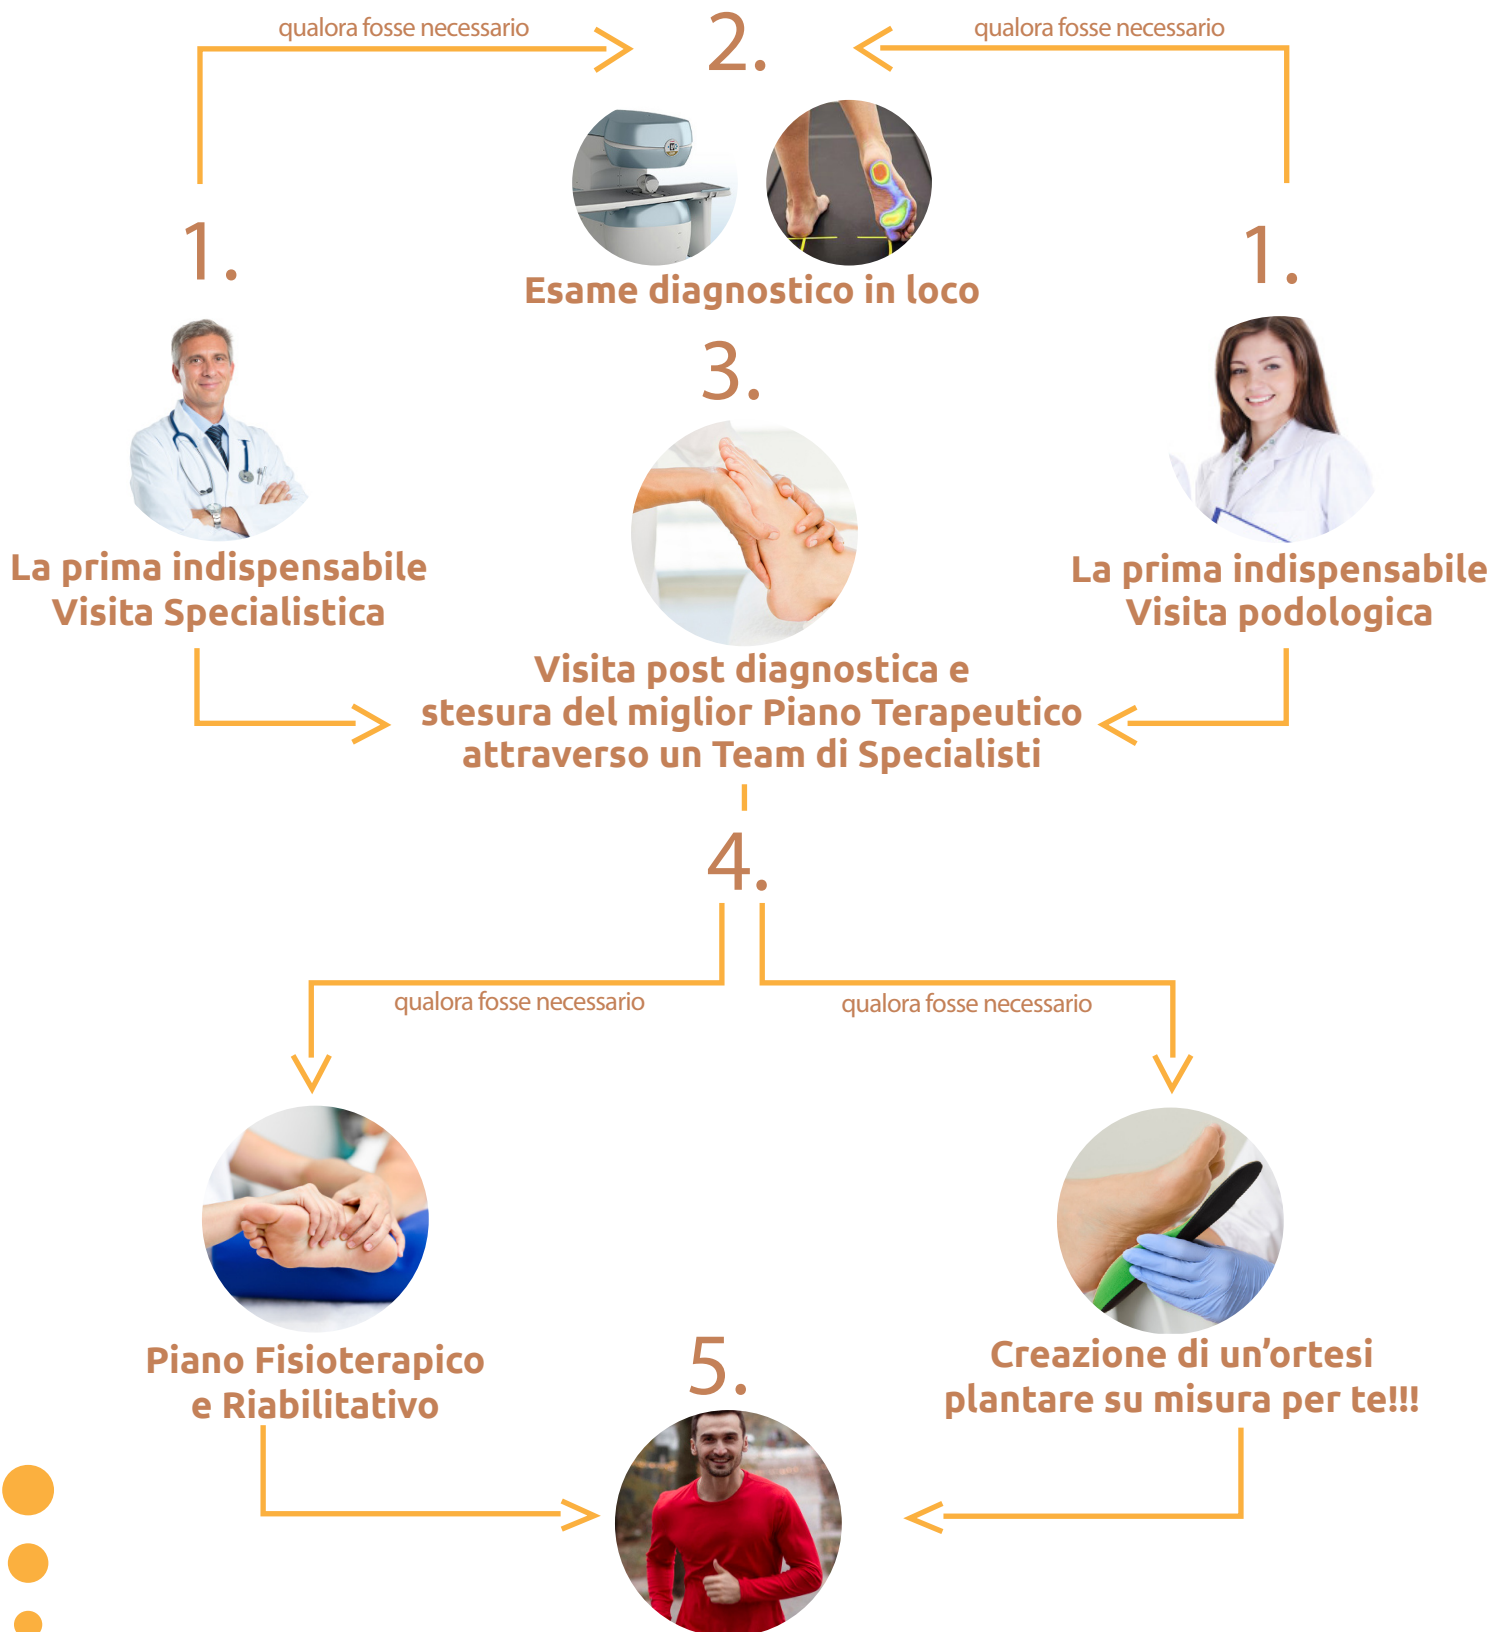 qualora fosse necessario
2.
qualora fosse necessario
1.
Esame diagnostico in loco
1.
3.
La prima indispensabile
Visita Specialistica
La prima indispensabile
Visita podologica
Visita post diagnostica e
stesura del miglior Piano Terapeutico
attraverso un Team di Specialisti
4.
qualora fosse necessario
qualora fosse necessario
Piano Fisioterapico
e Riabilitativo
Creazione di un’ortesi
plantare su misura per te!!!
5.